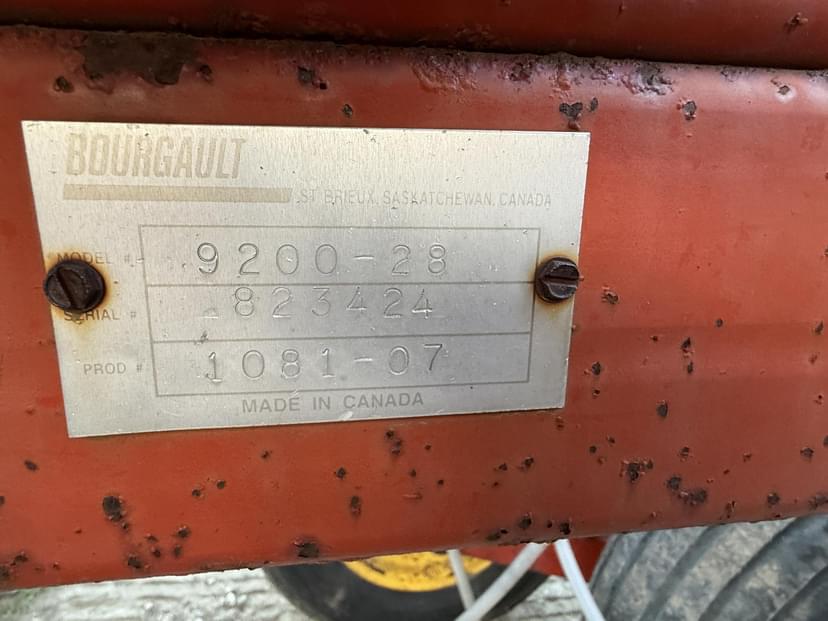 BOURGAULT
ST BRIEUX, SASKATCHEWAN, CANADA
MODEL # 9200-28
SERIAL # 823424
PROD # 1081-07
MADE IN CANADA